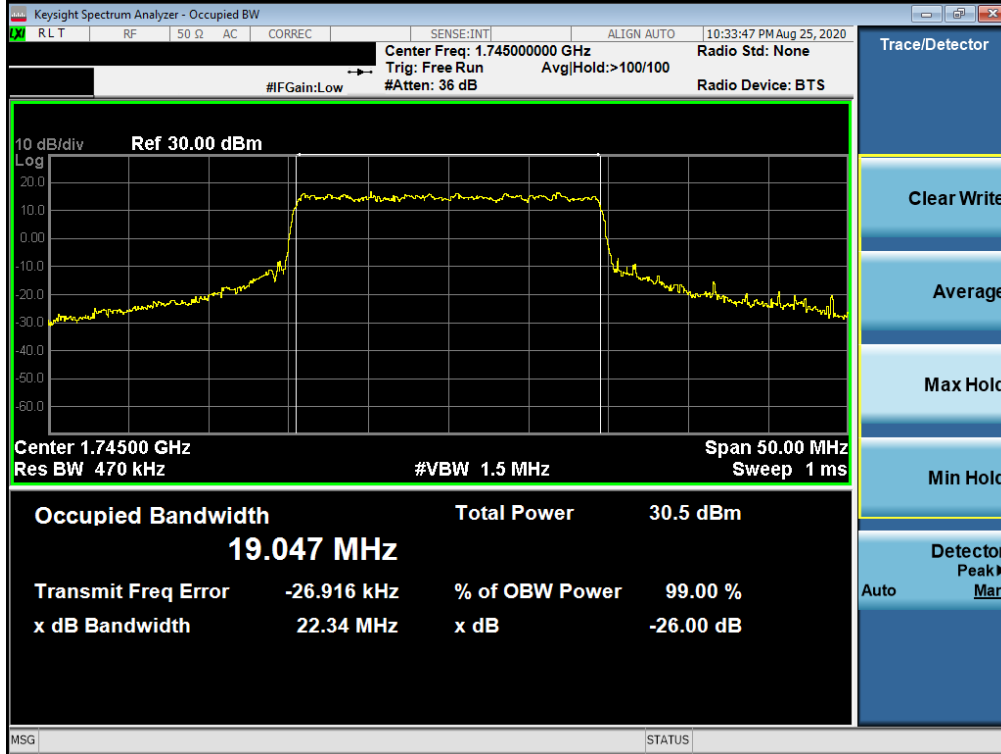 Keysight Spectrum Analyzer - Occupied BW
LXI RLT RF 50 Ω AC CORREC SENSE:INT ALIGN AUTO 10:33:47 PM Aug 25, 2020
Center Freq: 1.745000000 GHz Radio Std: None
Trig: Free Run Avg|Hold:>100/100
#IFGain:Low #Atten: 36 dB Radio Device: BTS
10 dB/div Ref 30.00 dBm
Log
20.0
10.0
0.00
-10.0
-20.0
-30.0
-40.0
-50.0
-60.0
Center 1.74500 GHz Span 50.00 MHz
Res BW 470 kHz #VBW 1.5 MHz Sweep 1 ms
Occupied Bandwidth Total Power 30.5 dBm
19.047 MHz
Transmit Freq Error -26.916 kHz % of OBW Power 99.00 %
x dB Bandwidth 22.34 MHz x dB -26.00 dB
MSG STATUS
Trace/Detector
Clear Write
Average
Max Hold
Min Hold
Detector
Peak
Auto Man